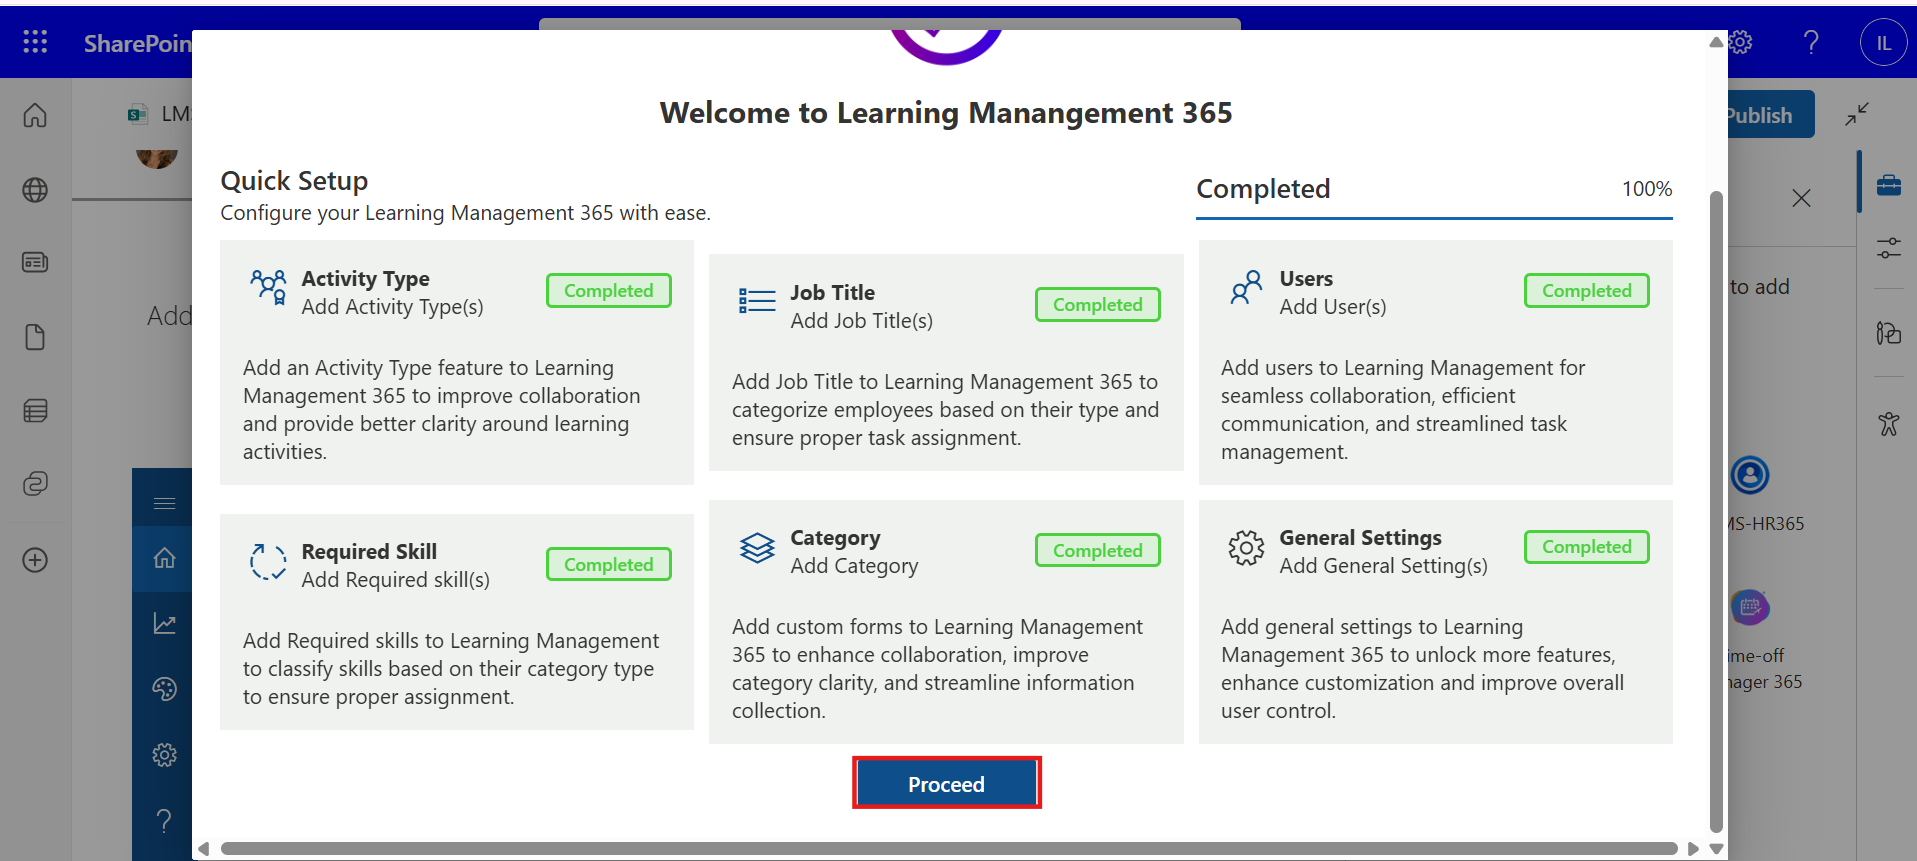 SharePoin
IL
LM
Publish
Welcome to Learning Manangement 365
Quick Setup
Configure your Learning Management 365 with ease.
Completed
100%
Activity Type
Add Activity Type(s)
Completed
Add an Activity Type feature to Learning
Management 365 to improve collaboration
and provide better clarity around learning
activities.
Job Title
Add Job Title(s)
Completed
Add Job Title to Learning Management 365 to
categorize employees based on their type and
ensure proper task assignment.
Users
Add User(s)
Completed
Add users to Learning Management for
seamless collaboration, efficient
communication, and streamlined task
management.
Required Skill
Add Required skill(s)
Completed
Add Required skills to Learning Management
to classify skills based on their category type
to ensure proper assignment.
Category
Add Category
Completed
Add custom forms to Learning Management
365 to enhance collaboration, improve
category clarity, and streamline information
collection.
General Settings
Add General Setting(s)
Completed
Add general settings to Learning
Management 365 to unlock more features,
enhance customization and improve overall
user control.
Proceed
Add
to add
MS-HR365
ime-off
nager 365